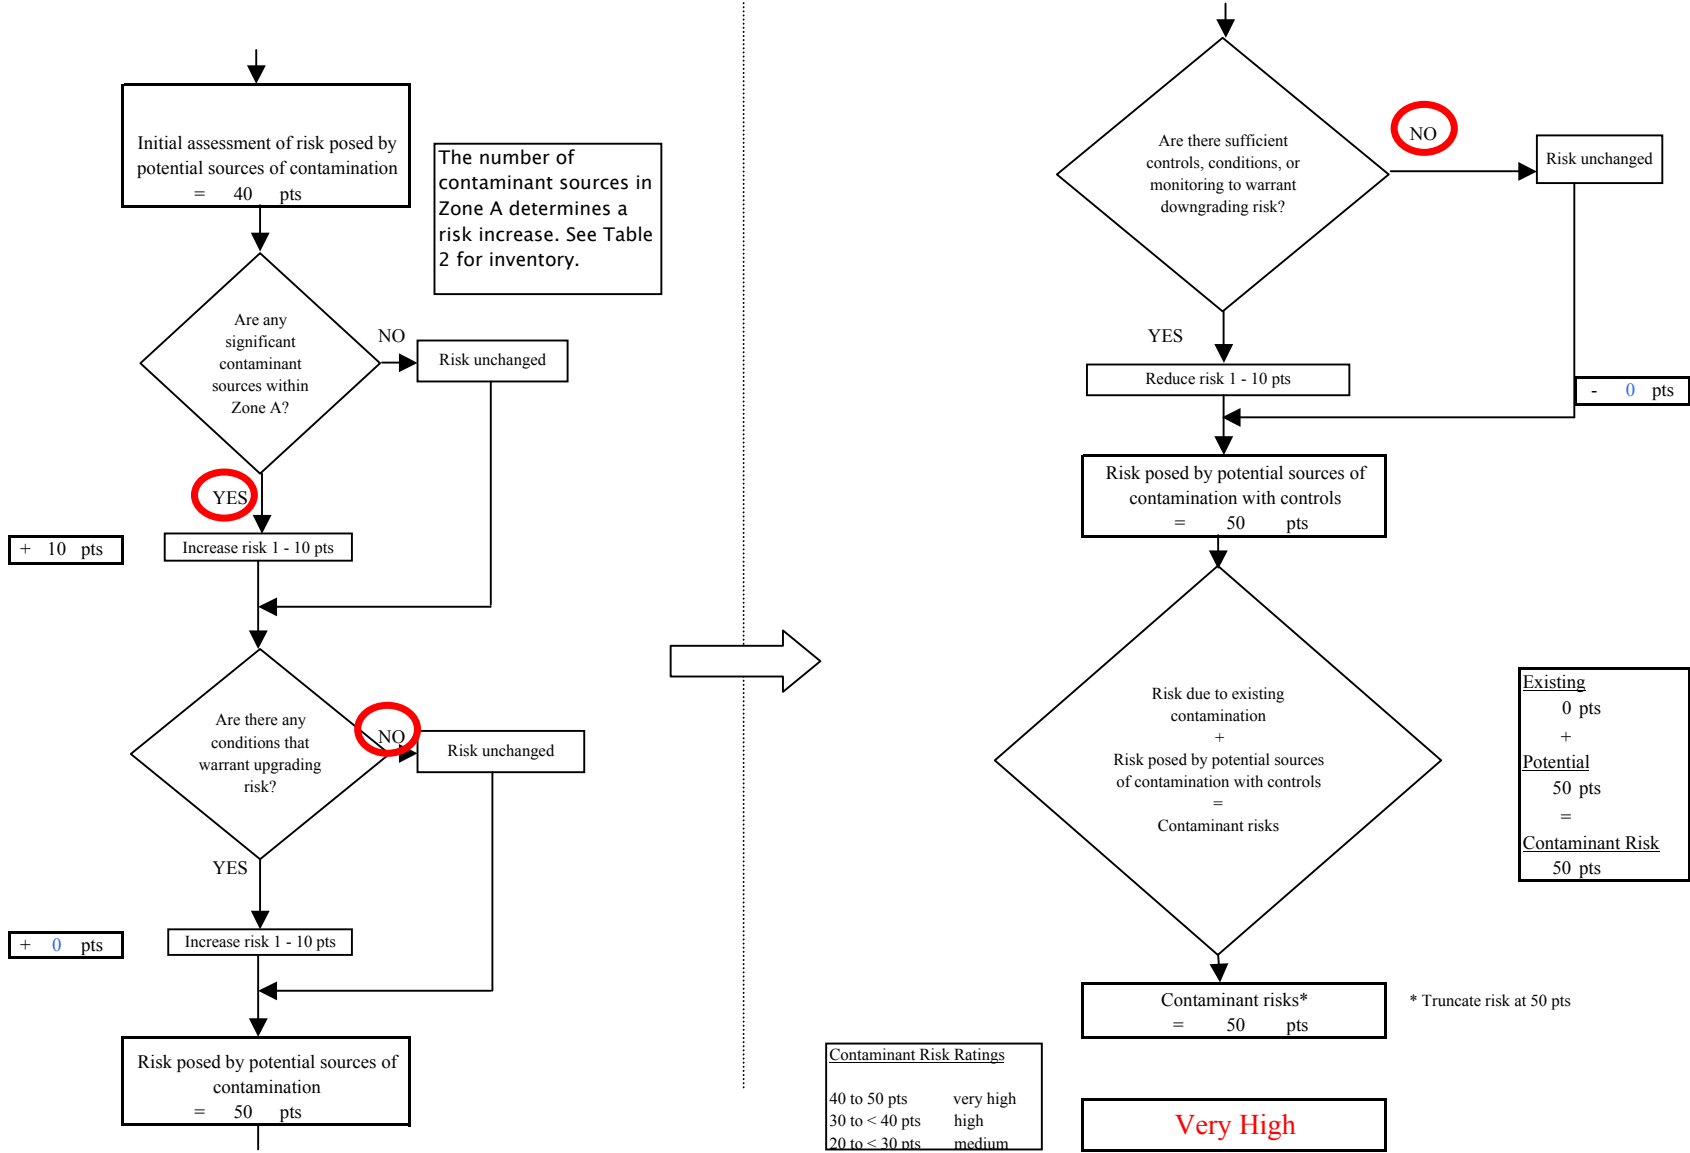 Initial assessment of risk posed by
potential sources of contamination
= 40 pts
The number of
contaminant sources in
Zone A determines a
risk increase. See Table
2 for inventory.
Are any
significant
contaminant
sources within
Zone A?
NO
Risk unchanged
YES
+ 10 pts
Increase risk 1 - 10 pts
Are there any
conditions that
warrant upgrading
risk?
NO
Risk unchanged
YES
+ 0 pts
Increase risk 1 - 10 pts
Risk posed by potential sources of
contamination
= 50 pts
Are there sufficient
controls, conditions, or
monitoring to warrant
downgrading risk?
NO
Risk unchanged
YES
Reduce risk 1 - 10 pts
- 0 pts
Risk posed by potential sources of
contamination with controls
= 50 pts
Risk due to existing
contamination
+
Risk posed by potential sources
of contamination with controls
=
Contaminant risks
Existing
0 pts
+
Potential
50 pts
=
Contaminant Risk
50 pts
Contaminant risks*
= 50 pts
* Truncate risk at 50 pts
Contaminant Risk Ratings
40 to 50 pts very high
30 to < 40 pts high
20 to < 30 pts medium
Very High